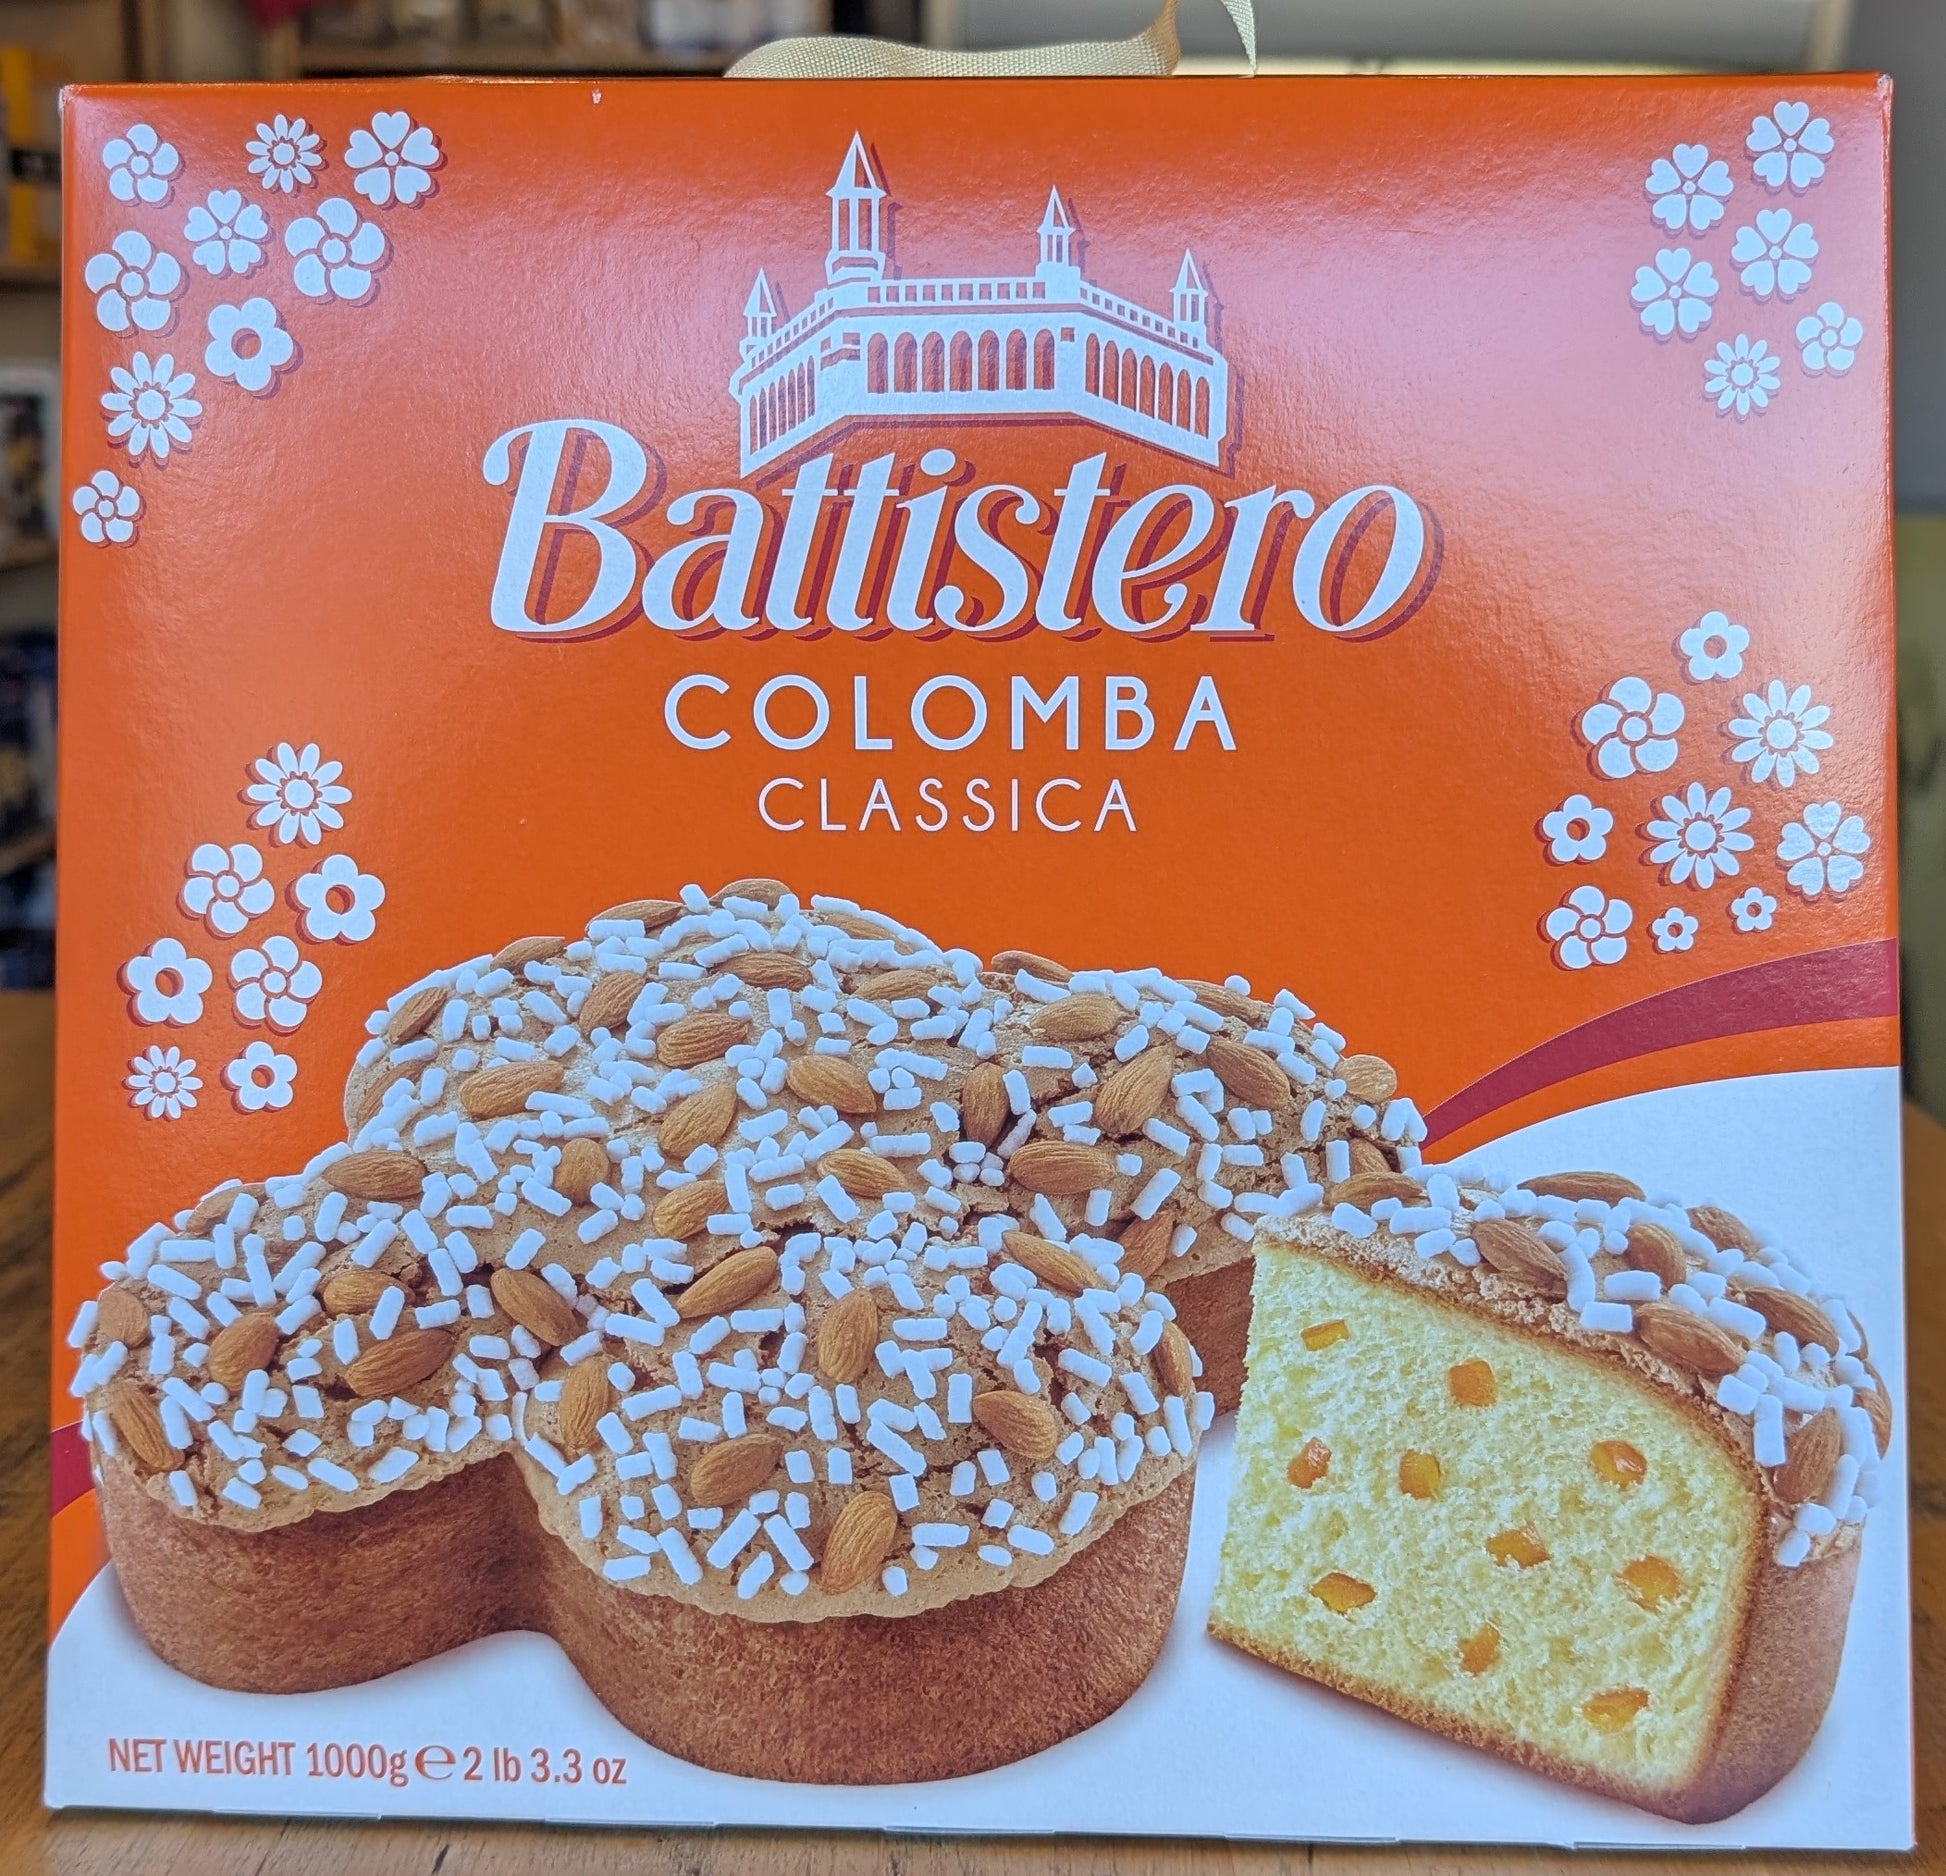 Battistero
COLOMBA
CLASSICA
NET WEIGHT 1000g ℮ 2 lb 3.3 oz